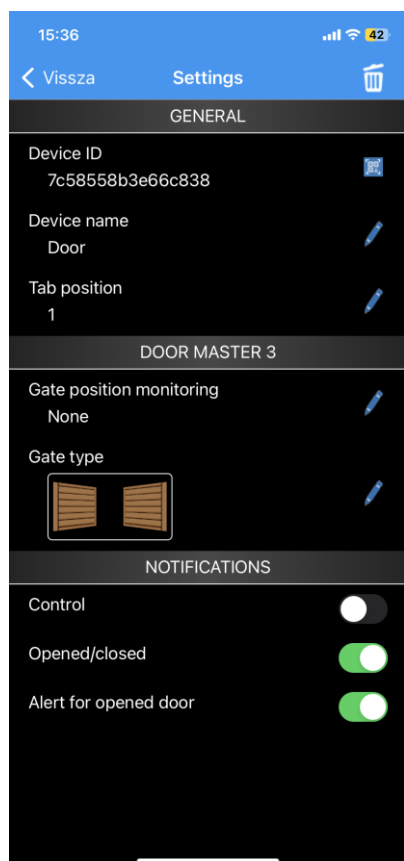 15:36
42
Vissza
Settings
GENERAL
Device ID
7c58558b3e66c838
Device name
Door
Tab position
1
DOOR MASTER 3
Gate position monitoring
None
Gate type
NOTIFICATIONS
Control
Opened/closed
Alert for opened door